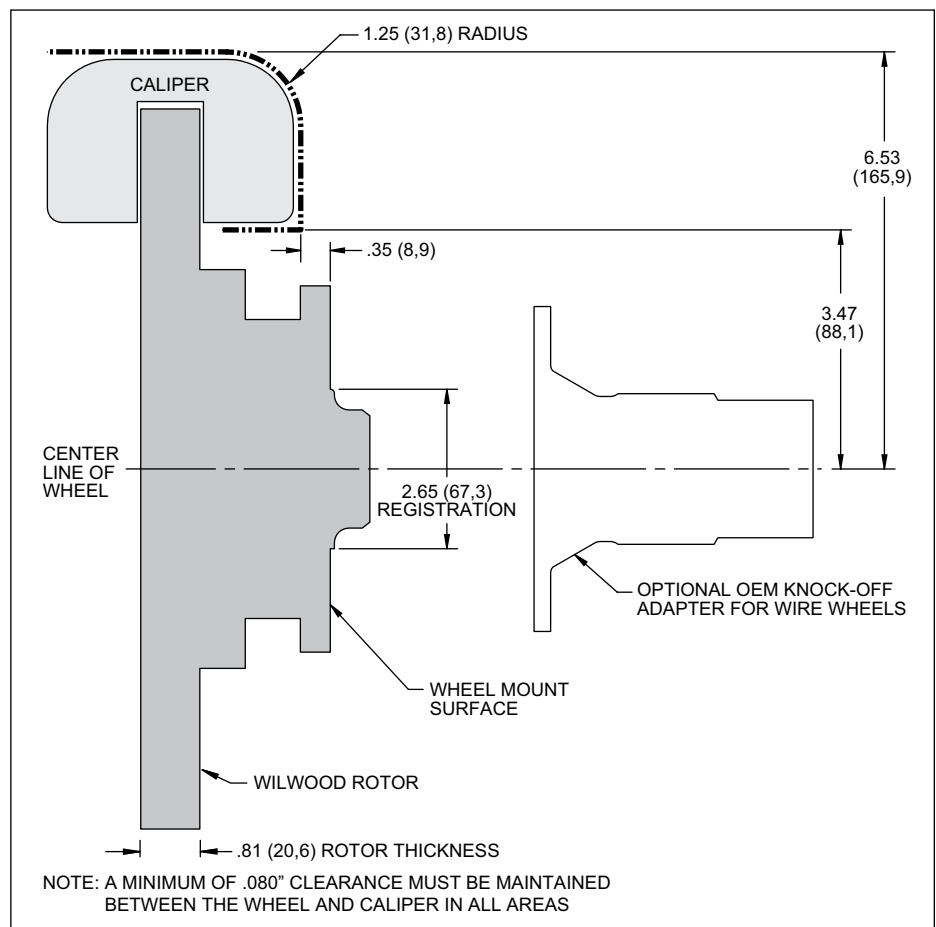 1.25 (31,8) RADIUS
CALIPER
6.53
(165,9)
.35 (8,9)
3.47
(88,1)
CENTER
LINE OF
WHEEL
2.65 (67,3)
REGISTRATION
OPTIONAL OEM KNOCK-OFF
ADAPTER FOR WIRE WHEELS
WHEEL MOUNT
SURFACE
WILWOOD ROTOR
.81 (20,6) ROTOR THICKNESS
NOTE: A MINIMUM OF .080" CLEARANCE MUST BE MAINTAINED
BETWEEN THE WHEEL AND CALIPER IN ALL AREAS